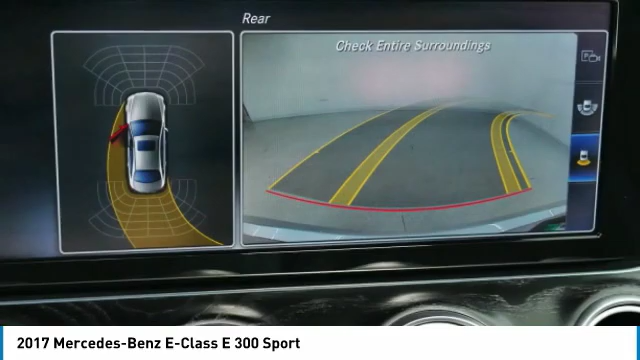 Rear
Check Entire Surroundings
2017 Mercedes-Benz E-Class E 300 Sport